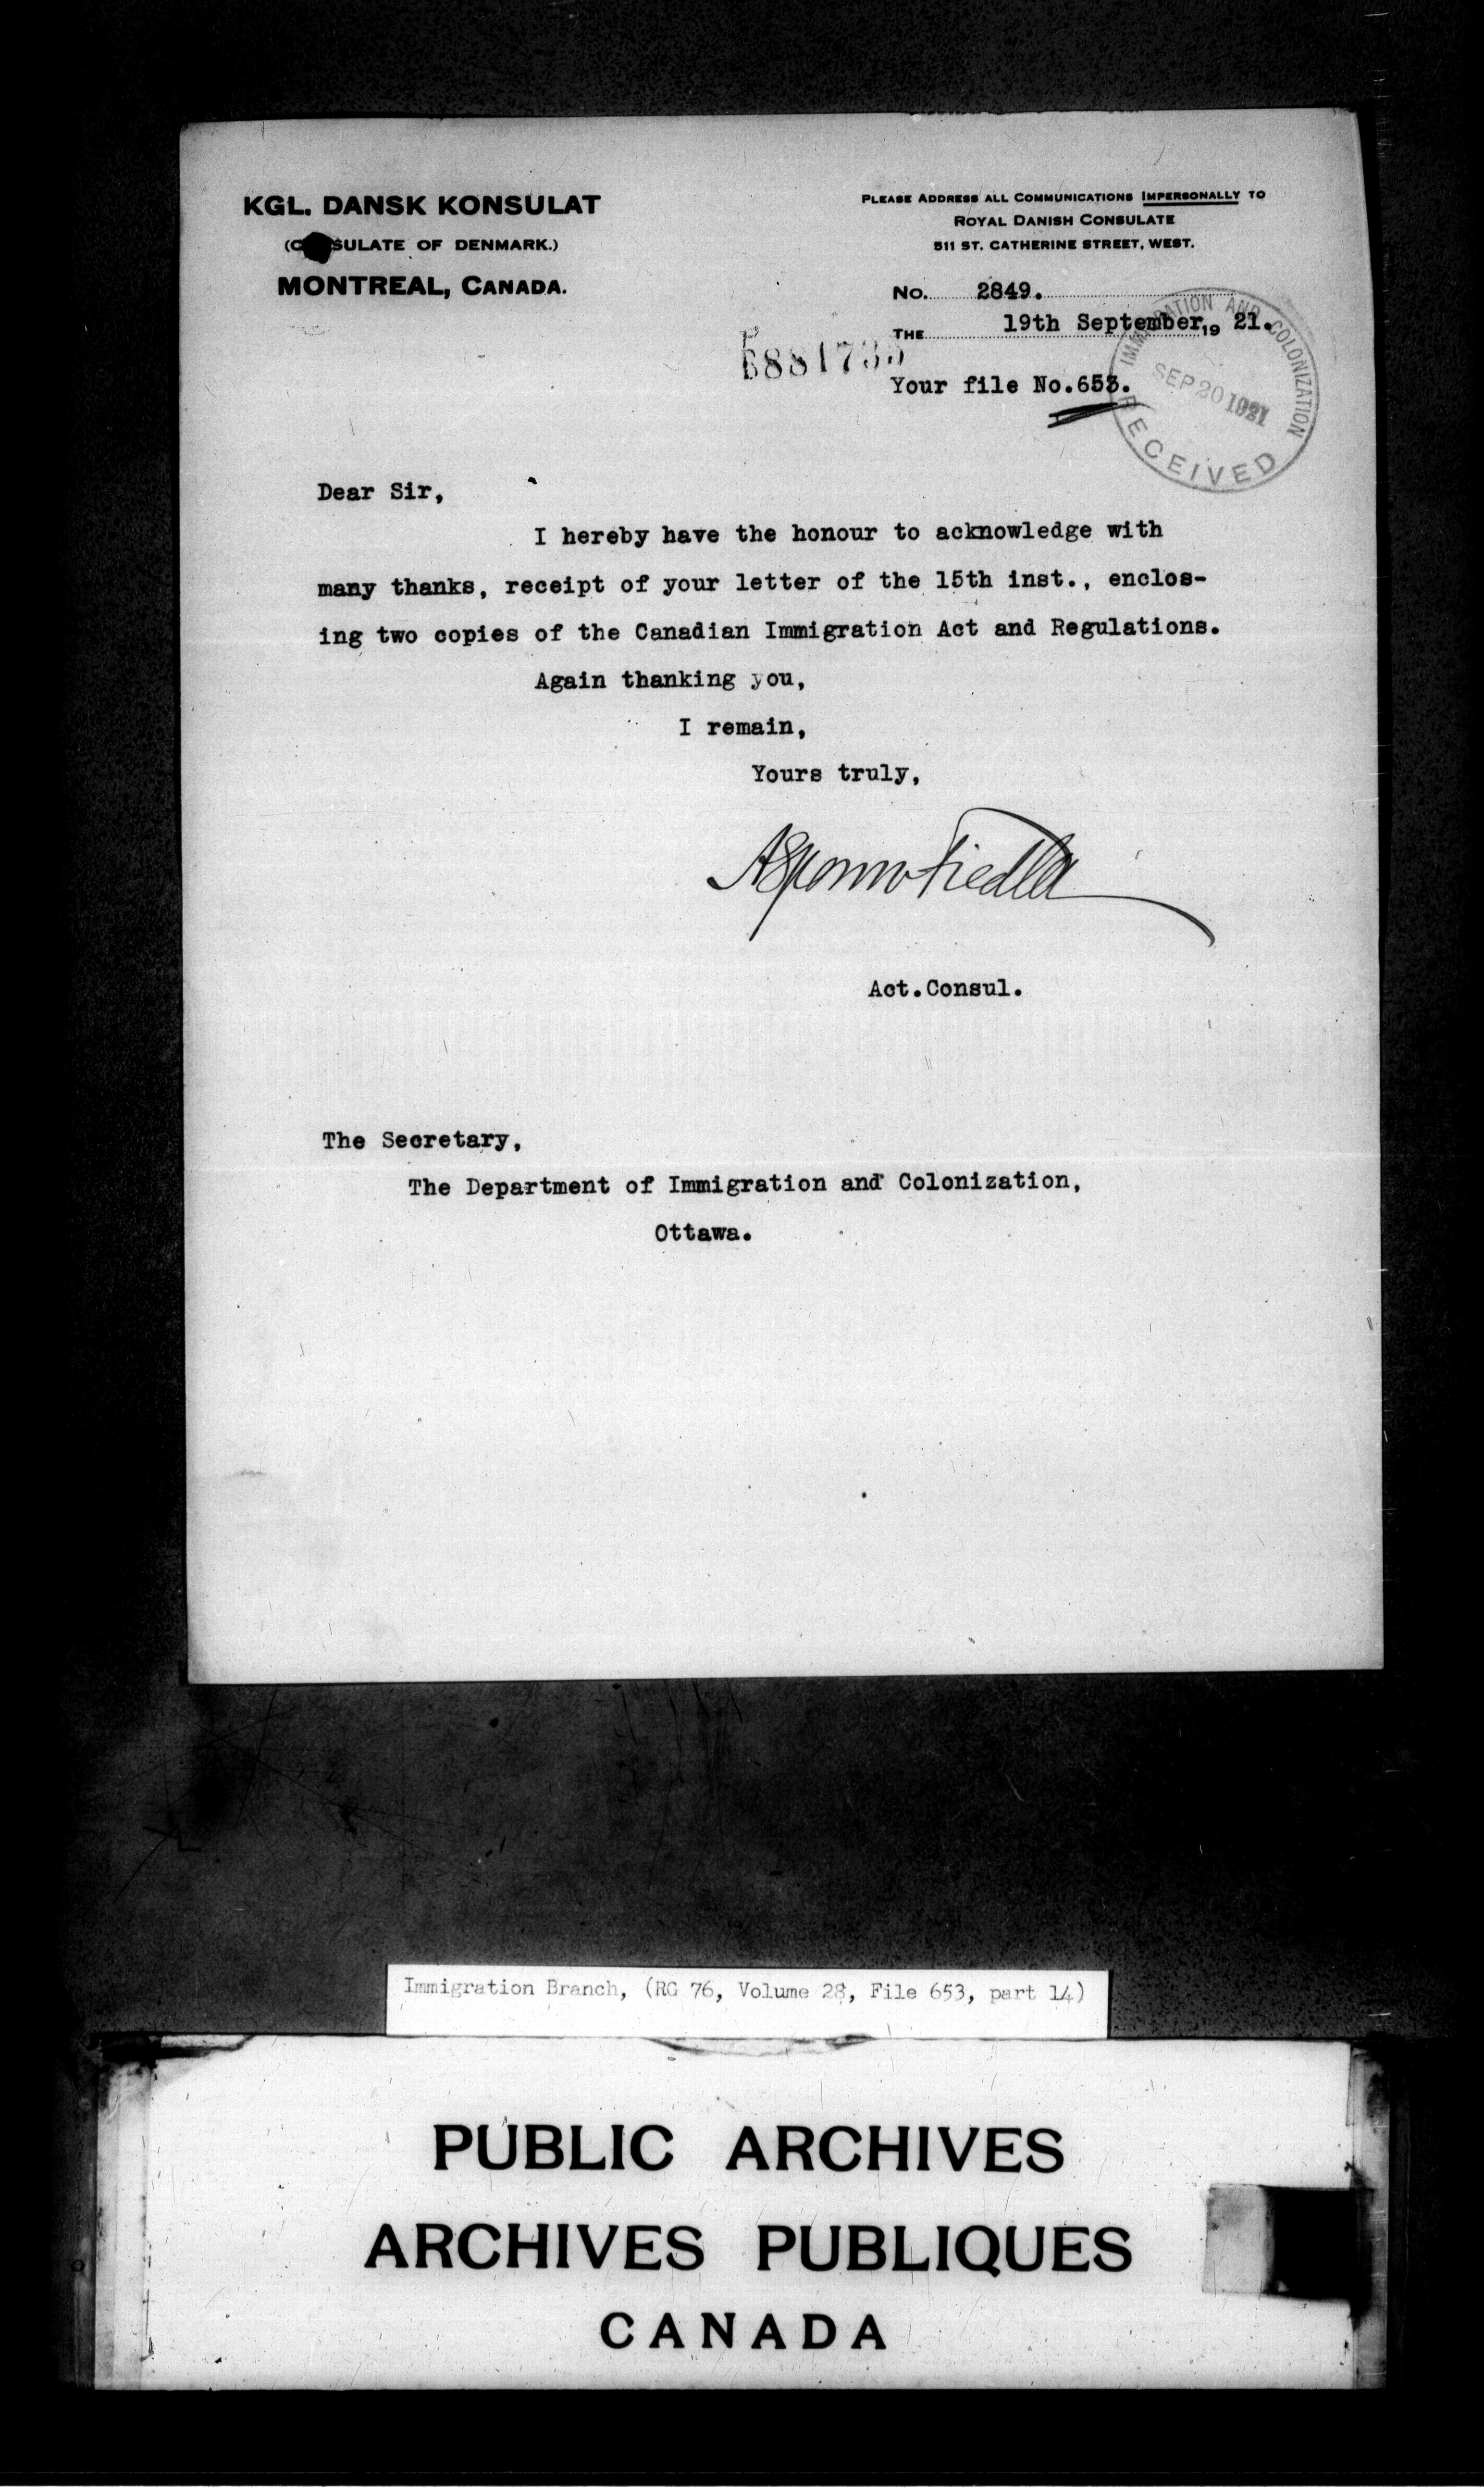 KGL. DANSK KONSULAT
(CONSULATE OF DENMARK.)
MONTREAL, CANADA.
PLEASE ADDRESS ALL COMMUNICATIONS IMPERSONALLY TO
ROYAL DANISH CONSULATE
511 ST. CATHERINE STREET, WEST.
No. 2849.
THE 19th September, 19 21.
Your file No.653.
IMMIGRATION AND COLONIZATION
SEP 20 1921
RECEIVED
Dear Sir,
I hereby have the honour to acknowledge with
many thanks, receipt of your letter of the 15th inst., enclos-
ing two copies of the Canadian Immigration Act and Regulations.
Again thanking you,
I remain,
Yours truly,
Act.Consul.
The Secretary,
The Department of Immigration and Colonization,
Ottawa.
Immigration Branch, (RG 76, Volume 28, File 653, part 14)
PUBLIC ARCHIVES
ARCHIVES PUBLIQUES
CANADA